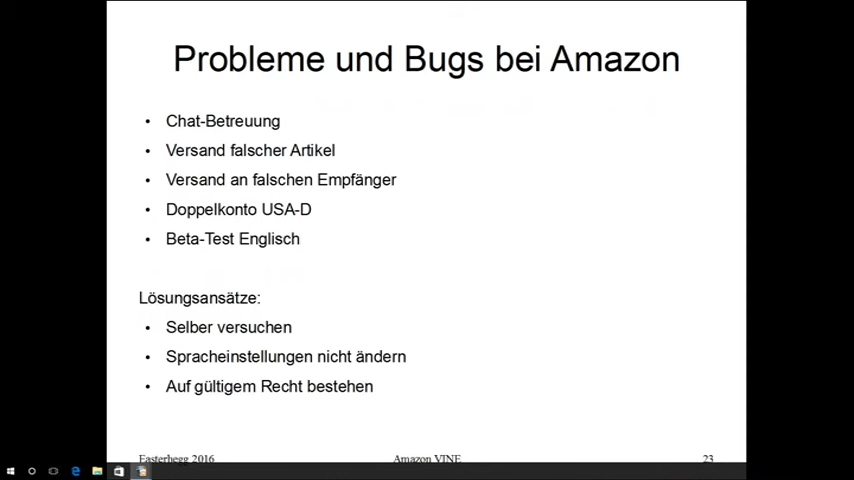 Probleme und Bugs bei Amazon
• Chat-Betreuung
• Versand falscher Artikel
• Versand an falschen Empfänger
• Doppelkonto USA-D
• Beta-Test Englisch
Lösungsansätze:
• Selber versuchen
• Spracheinstellungen nicht ändern
• Auf gültigem Recht bestehen
Easterhegg 2016 Amazon VINE 23